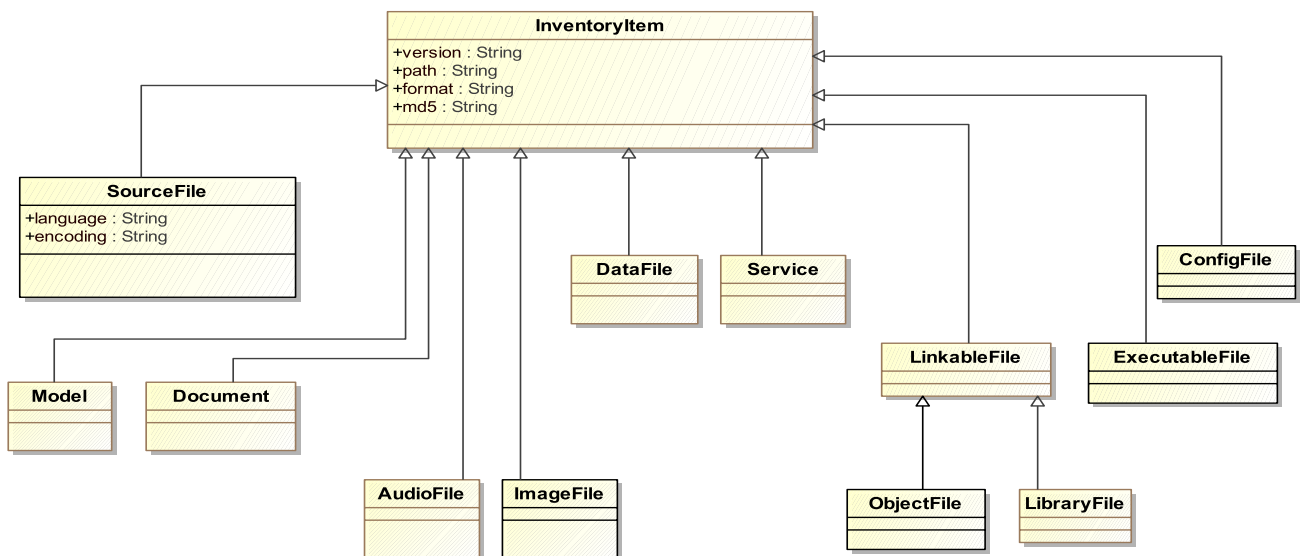 InventoryItem
+version : String
+path : String
+format : String
+md5 : String
SourceFile
+language : String
+encoding : String
DataFile
Service
ConfigFile
LinkableFile
ExecutableFile
Model
Document
AudioFile
ImageFile
ObjectFile
LibraryFile